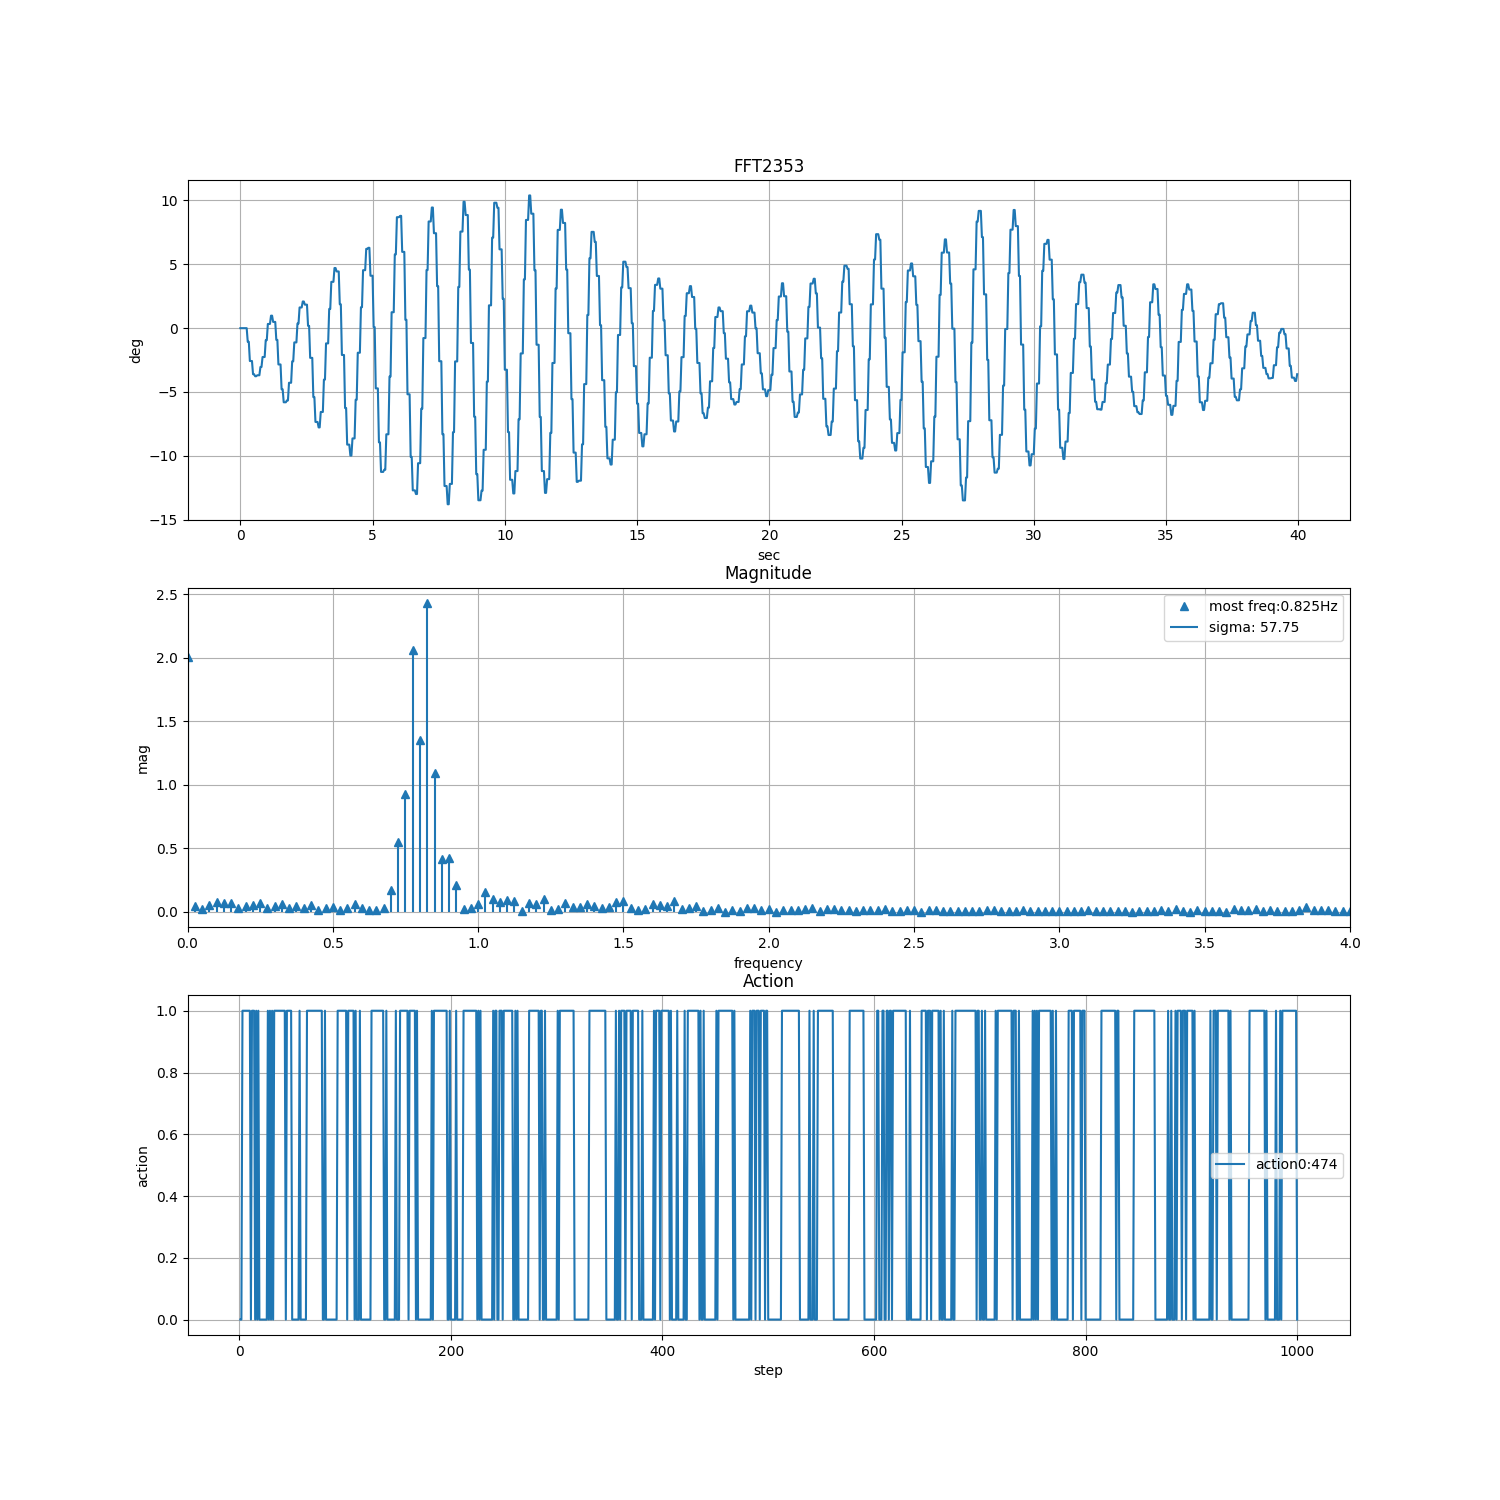 FFT2353
10
5
0
−5
−10
−15
deg
0 5 10 15 20 25 30 35 40
sec
Magnitude
2.5
2.0
1.5
1.0
0.5
0.0
mag
most freq:0.825Hz
sigma: 57.75
0.0 0.5 1.0 1.5 2.0 2.5 3.0 3.5 4.0
frequency
Action
1.0
0.8
0.6
0.4
0.2
0.0
action
action0:474
0 200 400 600 800 1000
step